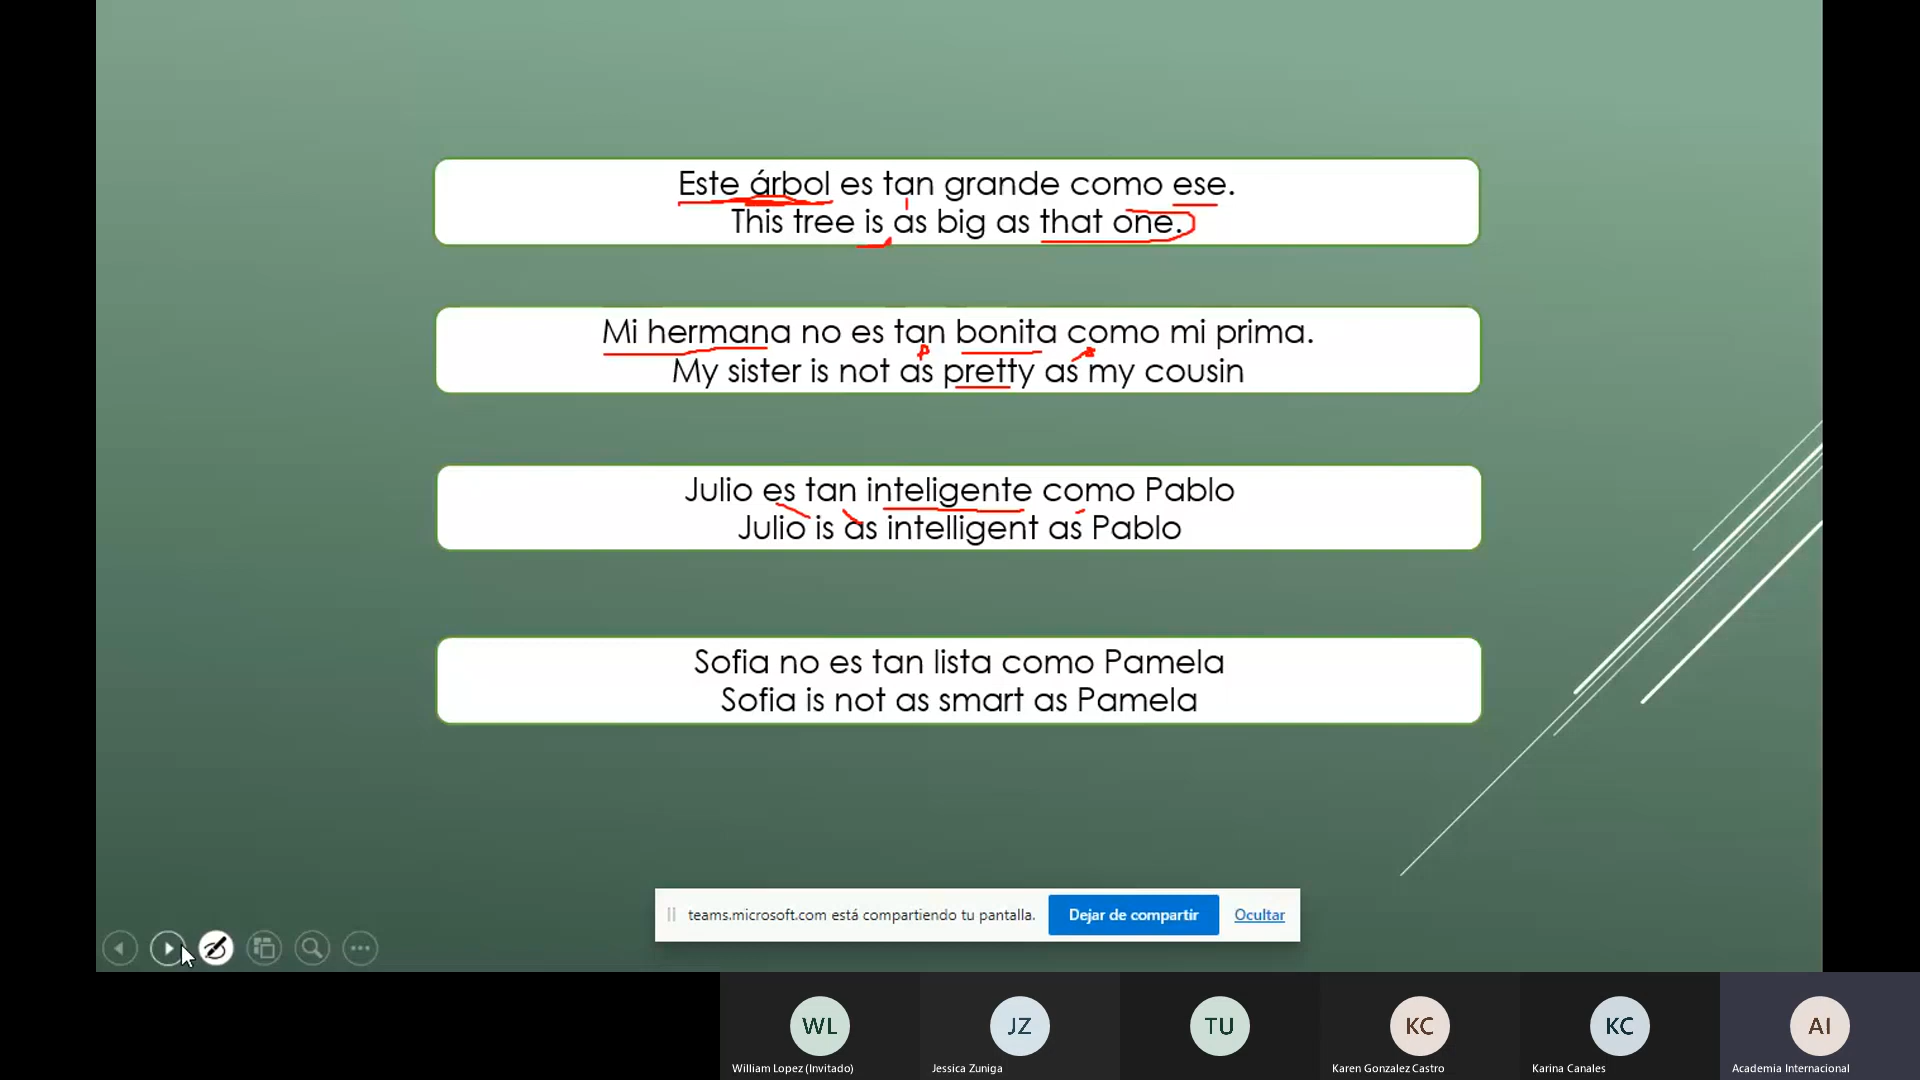 Este árbol es tan grande como ese.
This tree is as big as that one.
Mi hermana no es tan bonita como mi prima.
My sister is not as pretty as my cousin
Julio es tan inteligente como Pablo
Julio is as intelligent as Pablo
Sofia no es tan lista como Pamela
Sofia is not as smart as Pamela
teams.microsoft.com está compartiendo tu pantalla.
Dejar de compartir
Ocultar
WL
JZ
TU
KC
KC
AI
William Lopez (Invitado)
Jessica Zuniga
Karen Gonzalez Castro
Karina Canales
Academia Internacional